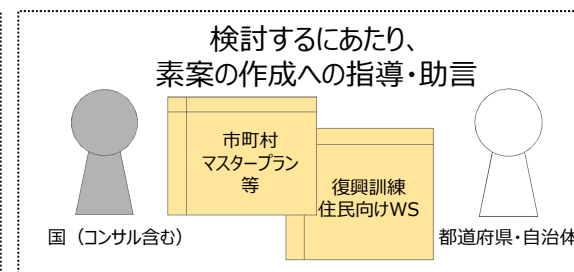 検討するにあたり、
素案の作成への指導・助言
市町村
マスタープラン
等
復興訓練
住民向けWS
国（コンサル含む）
都道府県・自治体